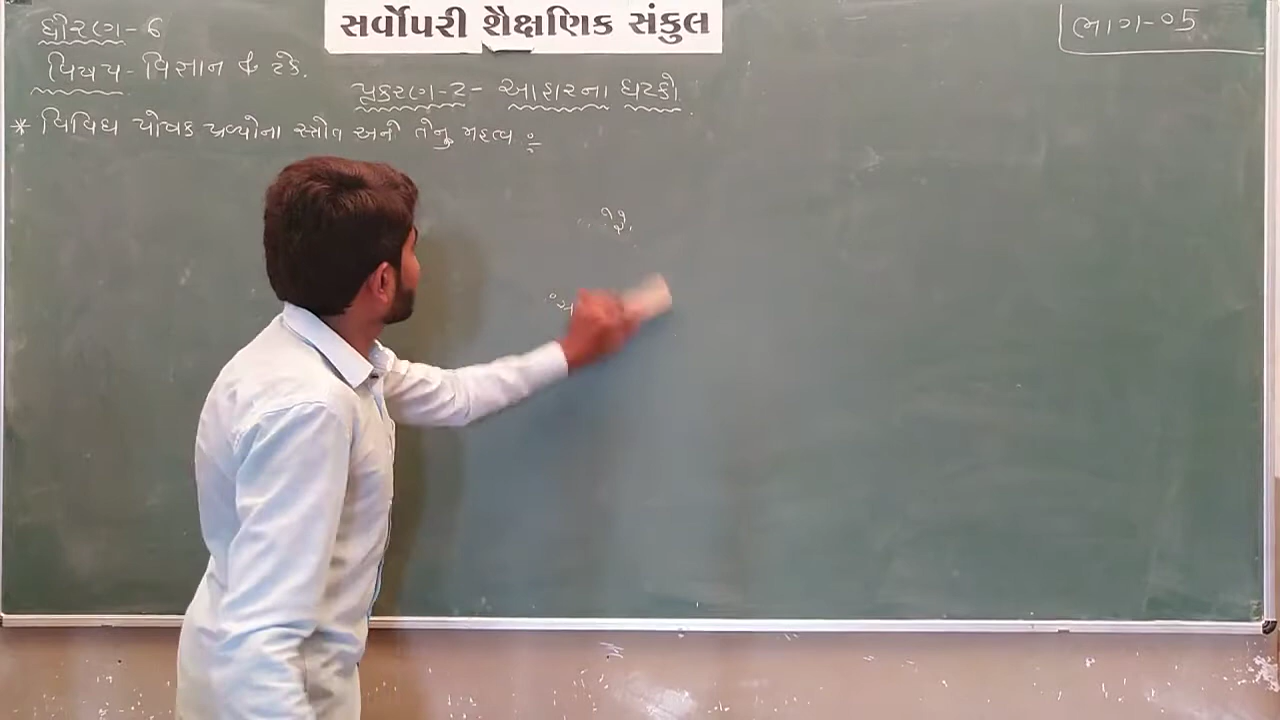 સર્વોપરી શૈક્ષણિક સંકુલ
ધોરણ-6
ભાગ-05
વિષય-વિજ્ઞાન & ટે.
પ્રકરણ-2- આહારના ઘટકો.
* વિવિધ પોષક દ્રવ્યોના સ્ત્રોત અને તેનુ મહત્વ :